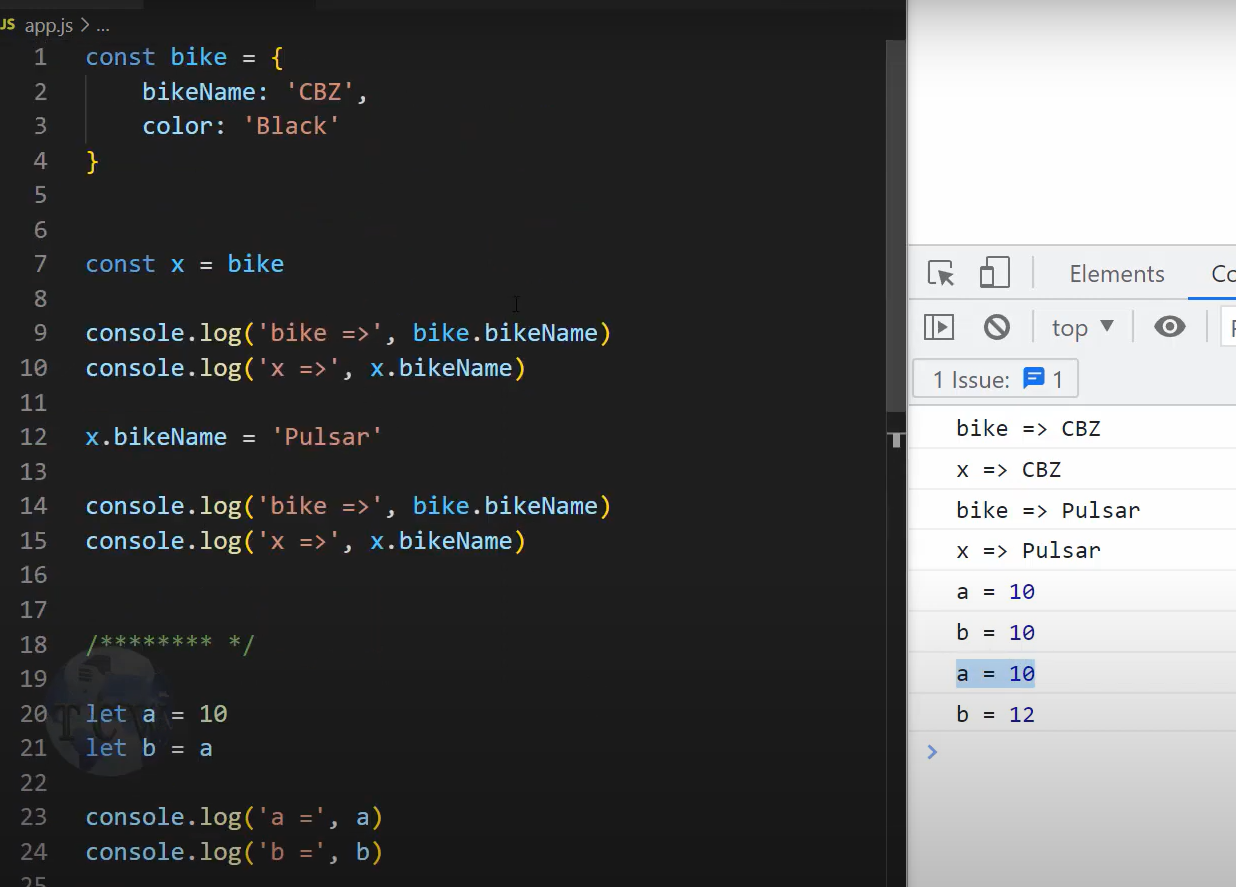 JS app.js > ...
1 const bike = {
2 bikeName: 'CBZ',
3 color: 'Black'
4 }
5
6
7 const x = bike
8
9 console.log('bike =>', bike.bikeName)
10 console.log('x =>', x.bikeName)
11
12 x.bikeName = 'Pulsar'
13
14 console.log('bike =>', bike.bikeName)
15 console.log('x =>', x.bikeName)
16
17
18 /******** */
19
20 let a = 10
21 let b = a
22
23 console.log('a =', a)
24 console.log('b =', b)
25
TCV
Elements Co
top ▼ F
1 Issue: 1
bike => CBZ
x => CBZ
bike => Pulsar
x => Pulsar
a = 10
b = 10
a = 10
b = 12
>